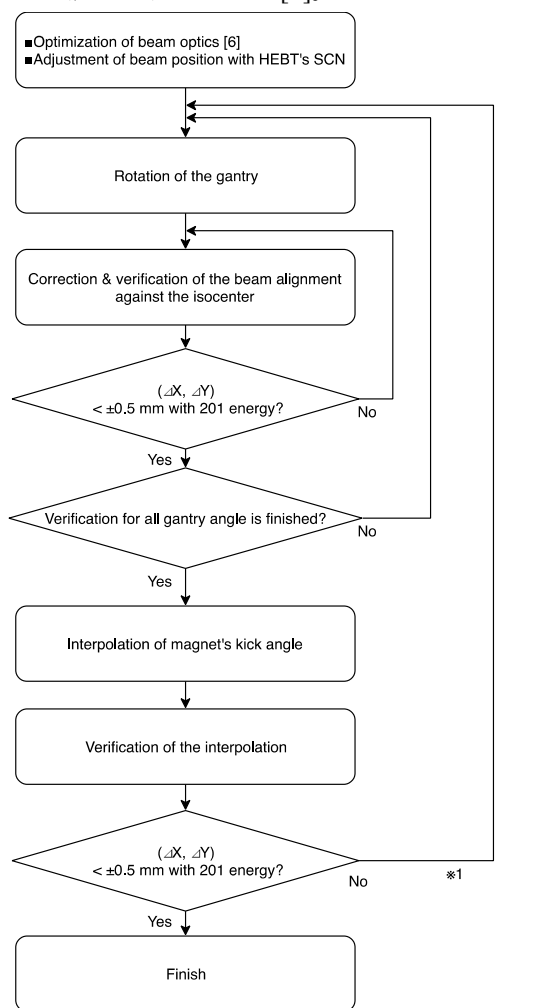 ▪Optimization of beam optics [6]
▪Adjustment of beam position with HEBT's SCN
Rotation of the gantry
Correction & verification of the beam alignment
against the isocenter
(⊿X, ⊿Y)
< ±0.5 mm with 201 energy?
No
Yes
Verification for all gantry angle is finished?
No
Yes
Interpolation of magnet's kick angle
Verification of the interpolation
(⊿X, ⊿Y)
< ±0.5 mm with 201 energy?
No
※1
Yes
Finish